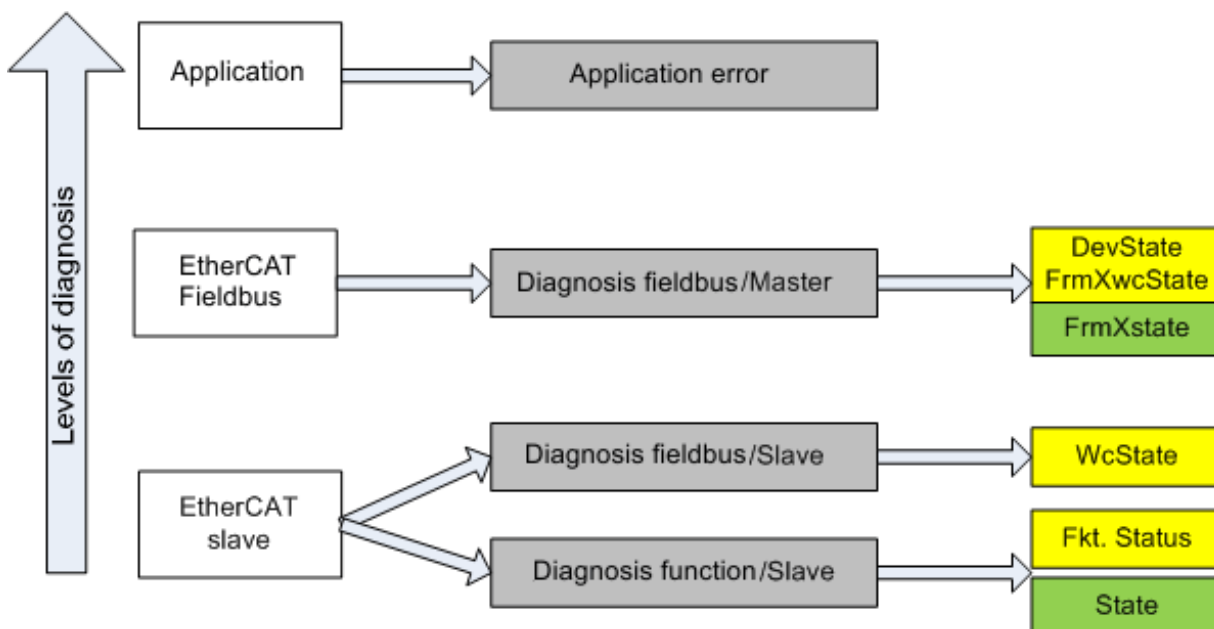 Levels of diagnosis
Application
Application error
EtherCAT
Fieldbus
Diagnosis fieldbus/Master
DevState
FrmXwcState
FrmXstate
EtherCAT
slave
Diagnosis fieldbus/Slave
WcState
Diagnosis function/Slave
Fkt. Status
State